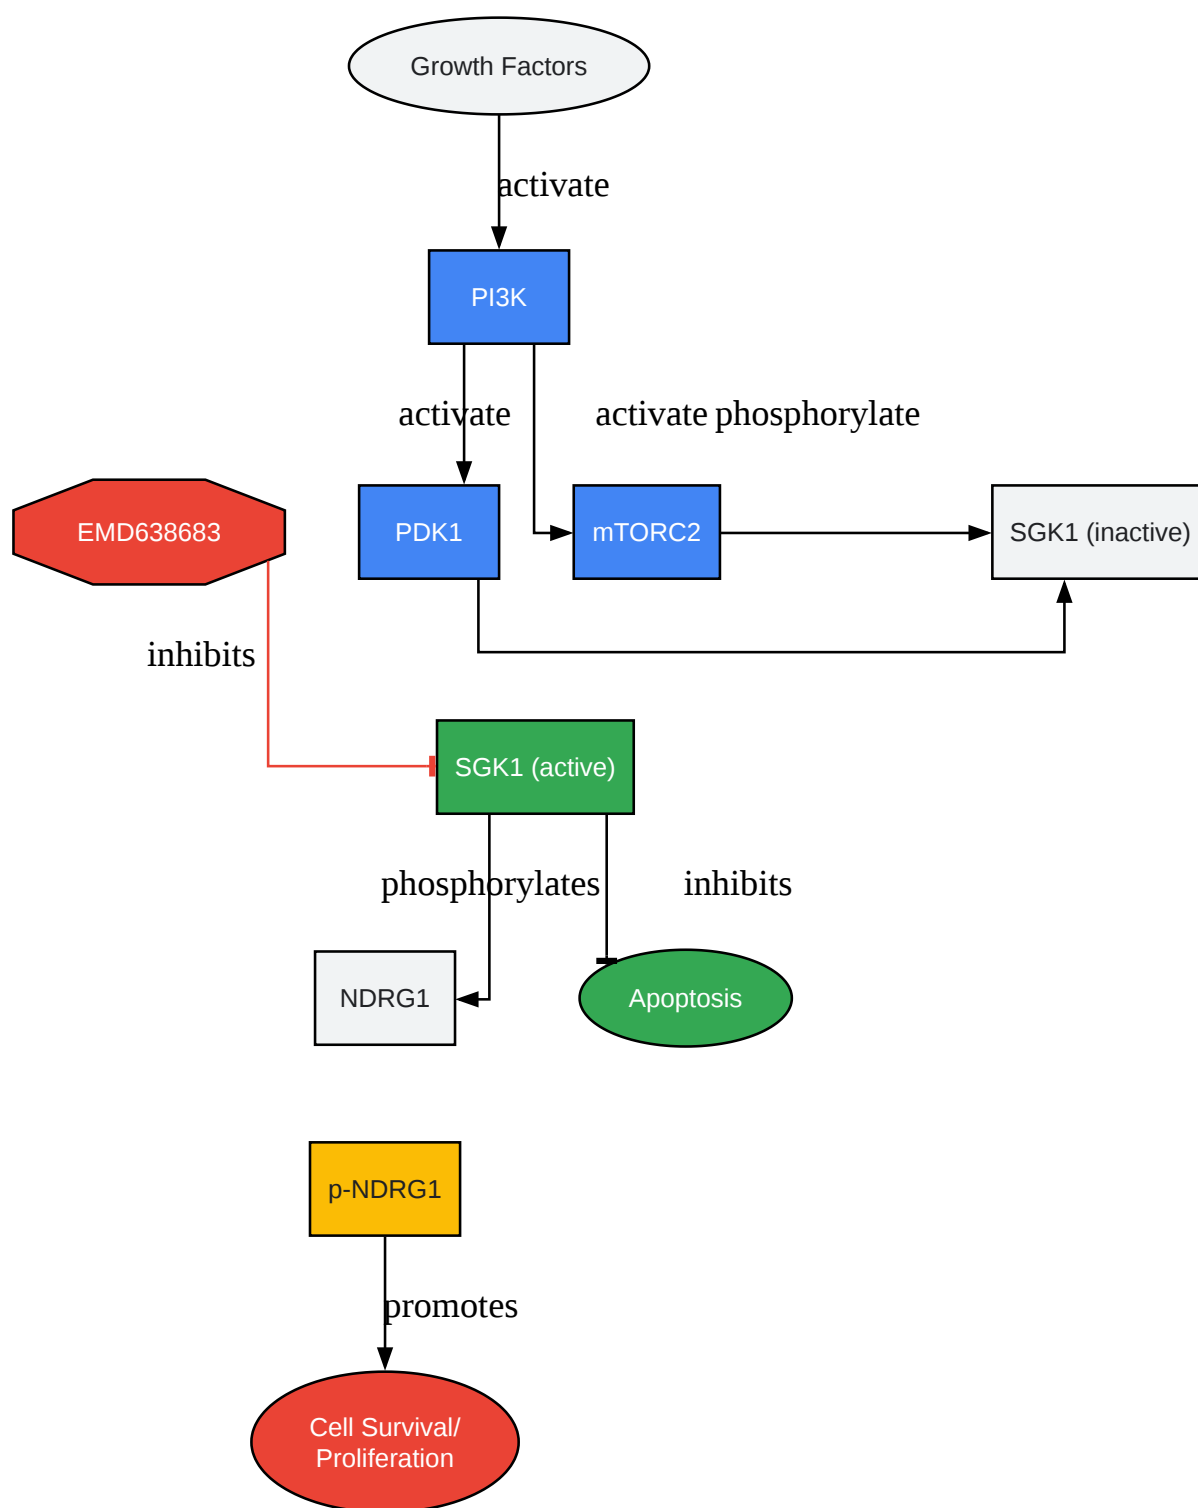 Growth Factors
activate
PI3K
activate
activate
phosphorylate
EMD638683
PDK1
mTORC2
SGK1 (inactive)
inhibits
SGK1 (active)
phosphorylates
inhibits
NDRG1
Apoptosis
p-NDRG1
promotes
Cell Survival/
Proliferation